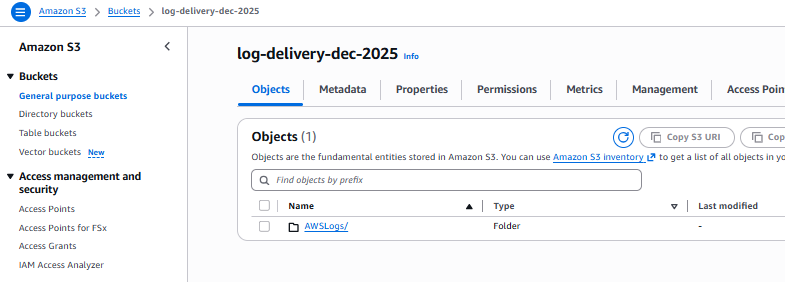 Amazon S3 > Buckets > log-delivery-dec-2025
Amazon S3
Buckets
General purpose buckets
Directory buckets
Table buckets
Vector buckets New
Access management and
security
Access Points
Access Points for FSx
Access Grants
IAM Access Analyzer
log-delivery-dec-2025 Info
Objects Metadata Properties Permissions Metrics Management Access Poin
Objects (1)
Copy S3 URI Cop
Objects are the fundamental entities stored in Amazon S3. You can use Amazon S3 inventory to get a list of all objects in yo
Find objects by prefix
Name Type Last modified
AWSLogs/ Folder -